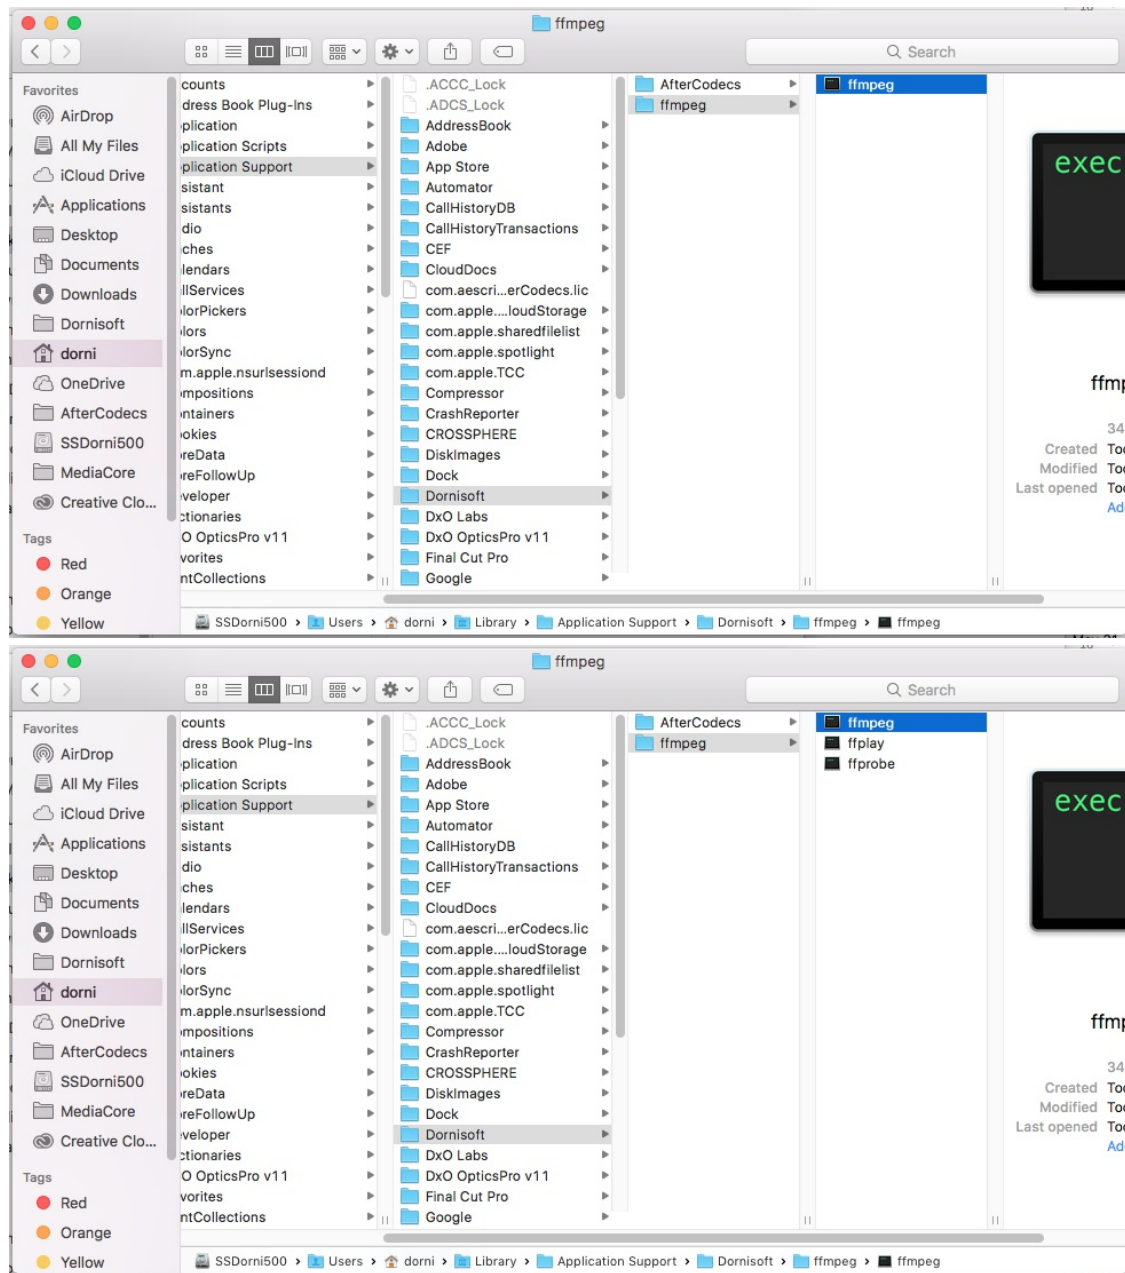 ffmpeg
Search
Favorites
AirDrop
All My Files
iCloud Drive
Applications
Desktop
Documents
Downloads
Dornisoft
dorni
OneDrive
AfterCodecs
SSDorni500
MediaCore
Creative Clo...
Tags
Red
Orange
Yellow
counts
dress Book Plug-Ins
plication
plication Scripts
plication Support
sistant
sistants
dio
ches
lendars
llServices
lorPickers
lors
lorSync
m.apple.nsurlsessiond
mpositions
ntainers
okies
reData
reFollowUp
veloper
ctionaries
O OpticsPro v11
vorites
ntCollections
.ACCC_Lock
.ADCS_Lock
AddressBook
Adobe
App Store
Automator
CallHistoryDB
CallHistoryTransactions
CEF
CloudDocs
com.aescri...erCodecs.lic
com.apple....loudStorage
com.apple.sharedfilelist
com.apple.spotlight
com.apple.TCC
Compressor
CrashReporter
CROSSPHERE
DiskImages
Dock
Dornisoft
DxO Labs
DxO OpticsPro v11
Final Cut Pro
Google
AfterCodecs
ffmpeg
ffmpeg
exec
ffmp
34
Created Too
Modified Too
Last opened Too
Ad
SSDorni500 › Users › dorni › Library › Application Support › Dornisoft › ffmpeg › ffmpeg
ffmpeg
Search
Favorites
AirDrop
All My Files
iCloud Drive
Applications
Desktop
Documents
Downloads
Dornisoft
dorni
OneDrive
AfterCodecs
SSDorni500
MediaCore
Creative Clo...
Tags
Red
Orange
Yellow
counts
dress Book Plug-Ins
plication
plication Scripts
plication Support
sistant
sistants
dio
ches
lendars
llServices
lorPickers
lors
lorSync
m.apple.nsurlsessiond
mpositions
ntainers
okies
reData
reFollowUp
veloper
ctionaries
O OpticsPro v11
vorites
ntCollections
.ACCC_Lock
.ADCS_Lock
AddressBook
Adobe
App Store
Automator
CallHistoryDB
CallHistoryTransactions
CEF
CloudDocs
com.aescri...erCodecs.lic
com.apple....loudStorage
com.apple.sharedfilelist
com.apple.spotlight
com.apple.TCC
Compressor
CrashReporter
CROSSPHERE
DiskImages
Dock
Dornisoft
DxO Labs
DxO OpticsPro v11
Final Cut Pro
Google
AfterCodecs
ffmpeg
ffmpeg
ffplay
ffprobe
exec
ffmp
34
Created Too
Modified Too
Last opened Too
Ad
SSDorni500 › Users › dorni › Library › Application Support › Dornisoft › ffmpeg › ffmpeg